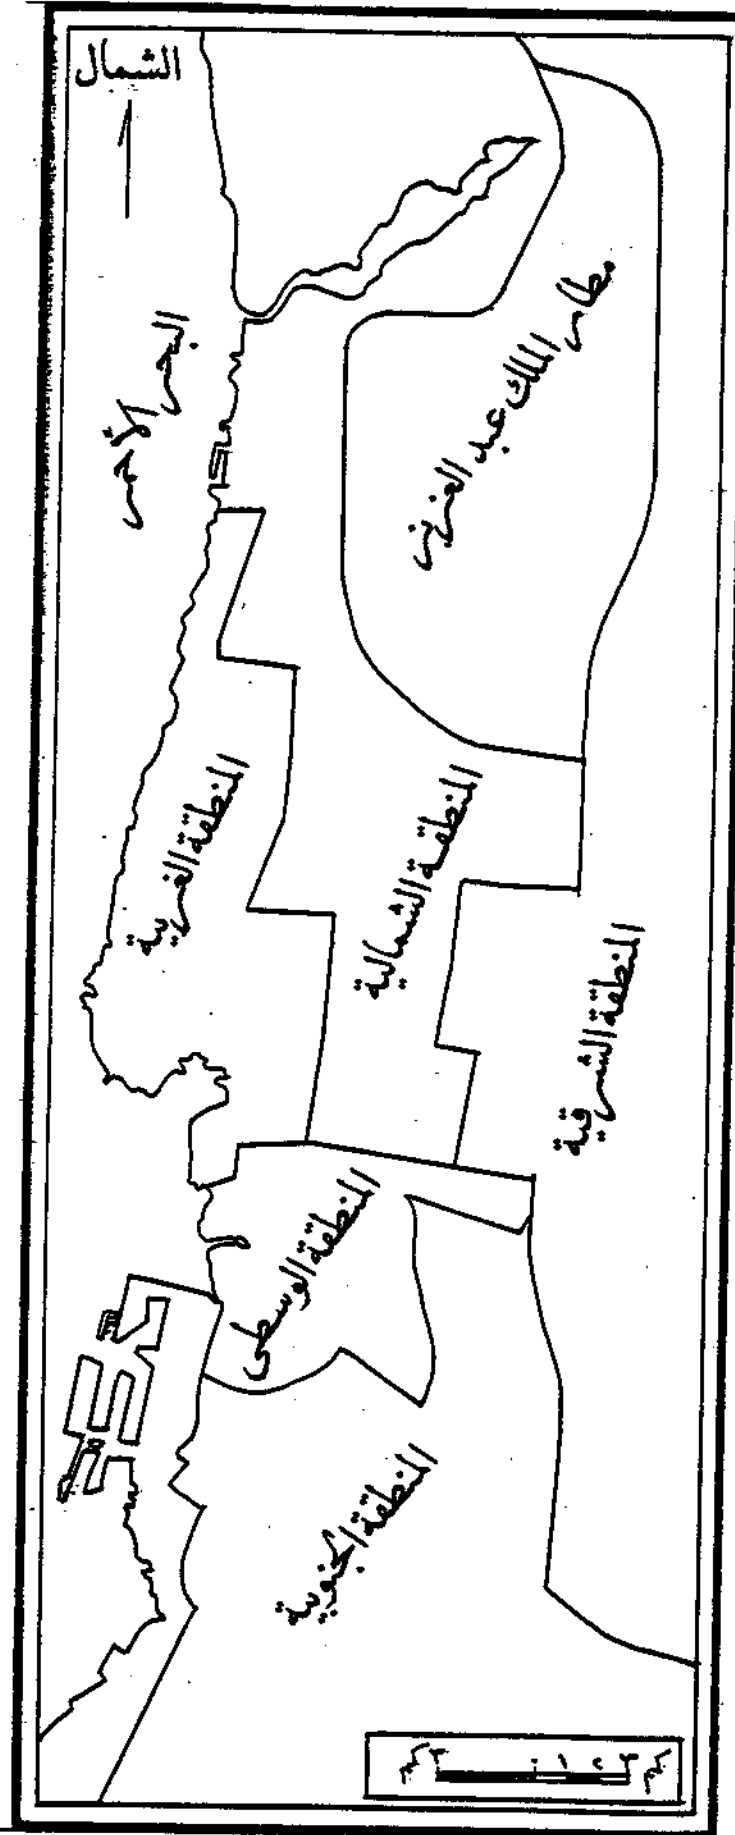 الشمال
البحر الأحمر
مطار الملك عبد العزيز
المنطقة الغربية
المنطقة الشمالية
المنطقة الشرقية
المنطقة الوسطى
المنطقة الجنوبية
٣كم ٠ ١ ٢ ٣ كم